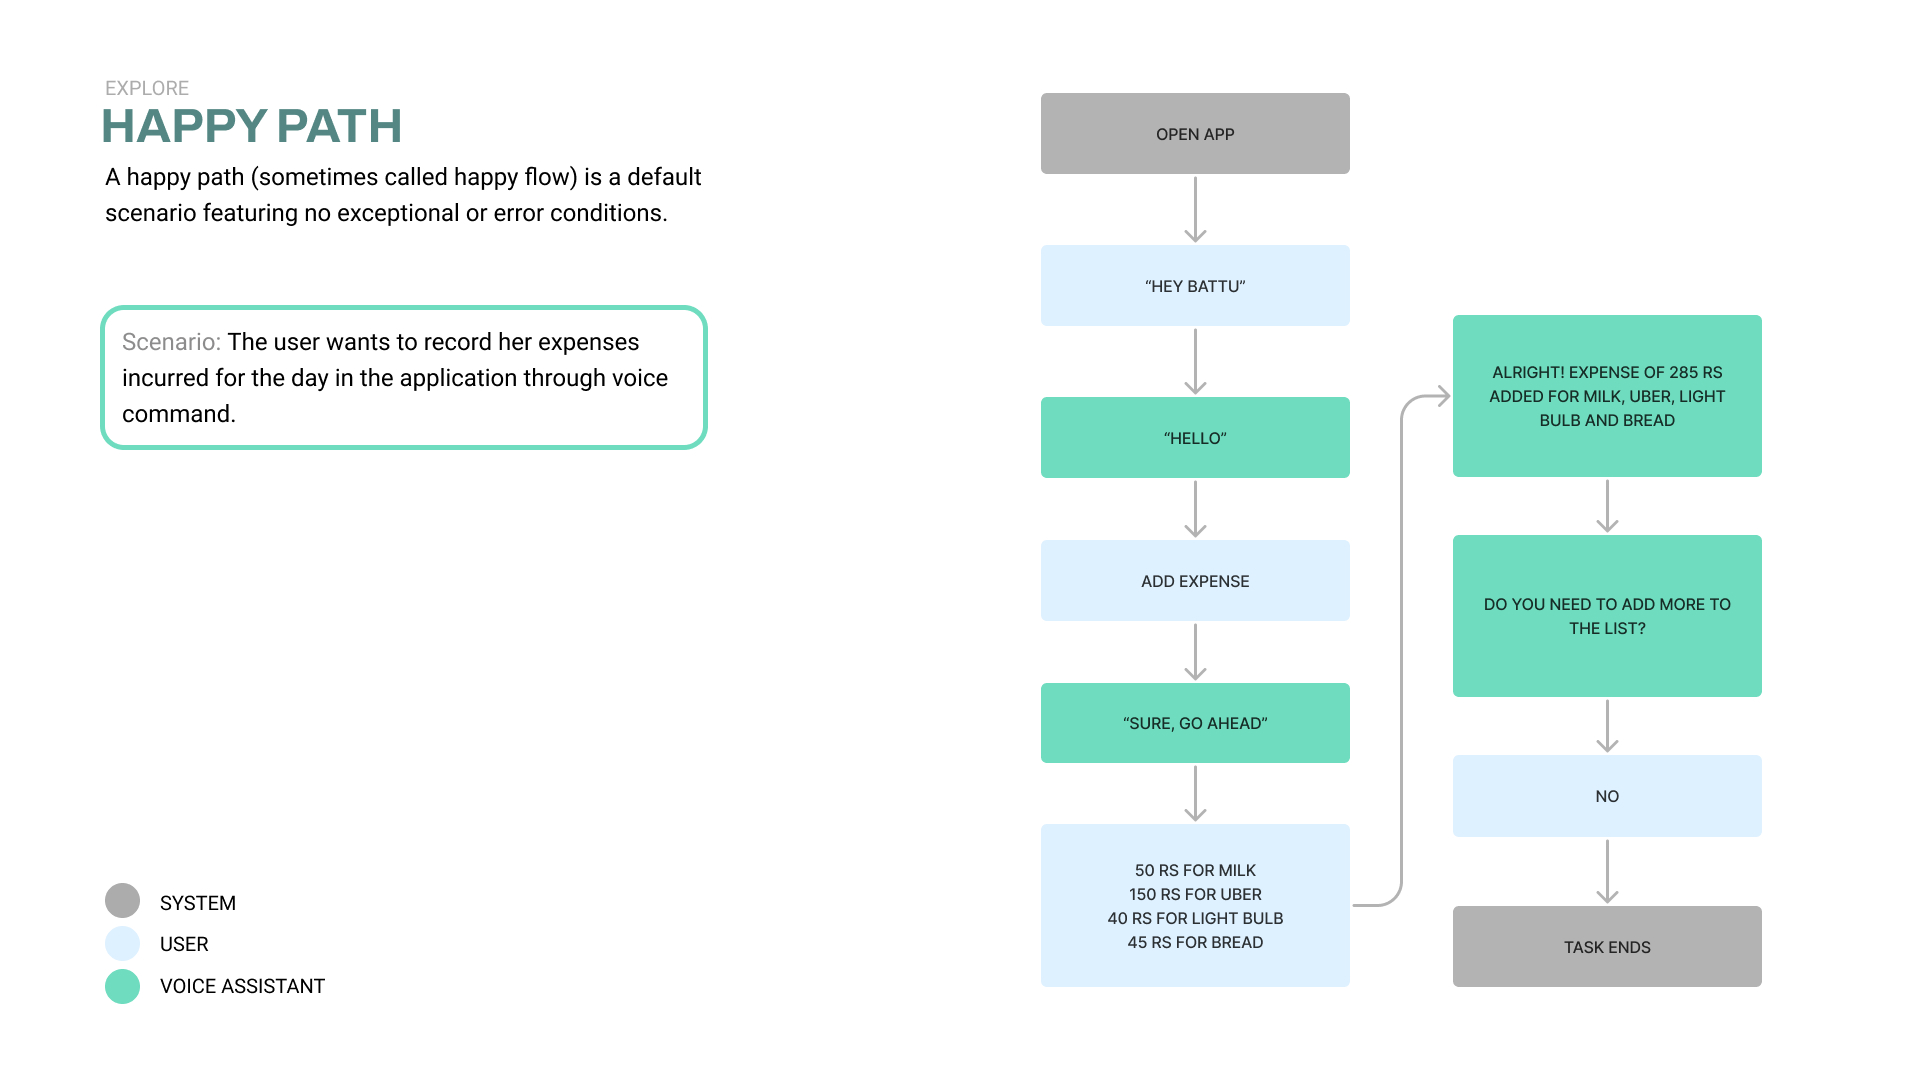 EXPLORE
HAPPY PATH
A happy path (sometimes called happy flow) is a default
scenario featuring no exceptional or error conditions.
Scenario: The user wants to record her expenses
incurred for the day in the application through voice
command.
SYSTEM
USER
VOICE ASSISTANT
OPEN APP
“HEY BATTU”
“HELLO”
ADD EXPENSE
“SURE, GO AHEAD”
50 RS FOR MILK
150 RS FOR UBER
40 RS FOR LIGHT BULB
45 RS FOR BREAD
ALRIGHT! EXPENSE OF 285 RS
ADDED FOR MILK, UBER, LIGHT
BULB AND BREAD
DO YOU NEED TO ADD MORE TO
THE LIST?
NO
TASK ENDS